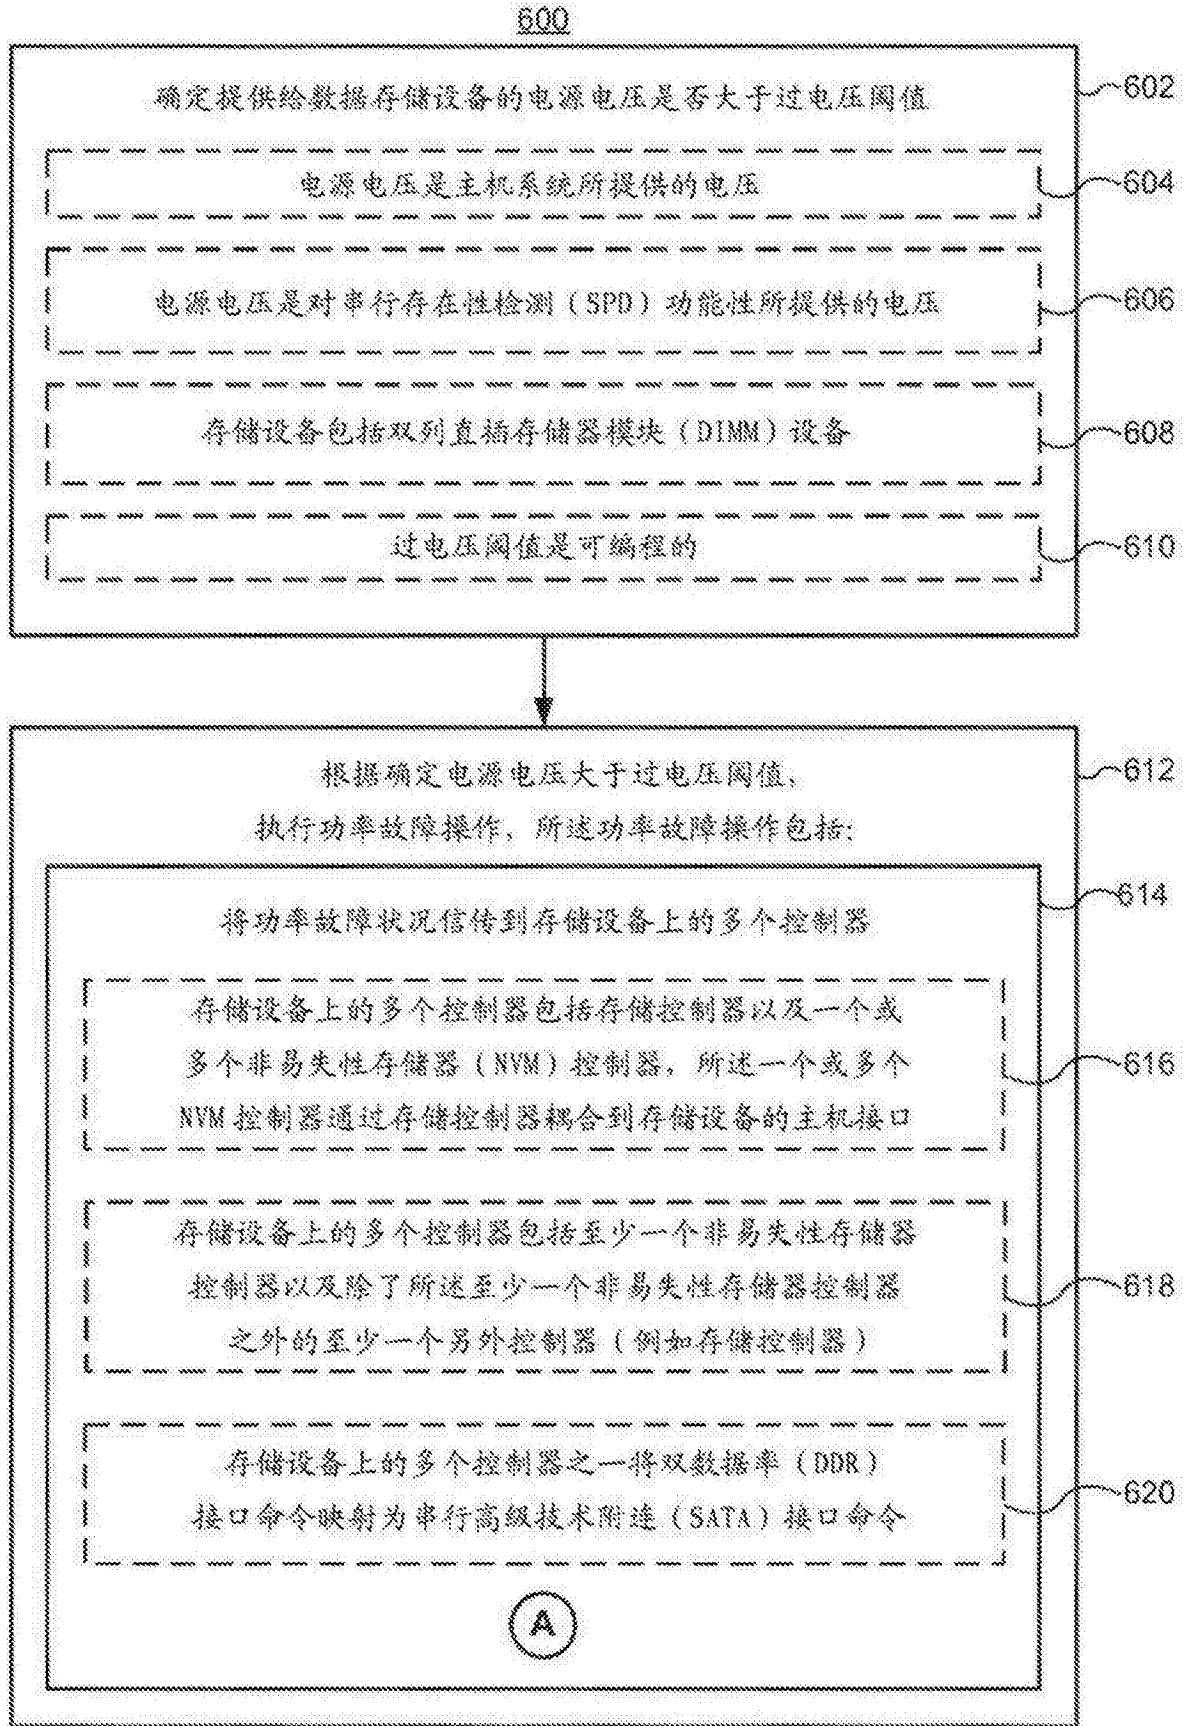 600
确定提供给数据存储设备的电源电压是否大于过电压阈值
602
电源电压是主机系统所提供的电压
604
电源电压是对串行存在性检测（SPD）功能性所提供的电压
606
存储设备包括双列直插存储器模块（DIMM）设备
608
过电压阈值是可编程的
610
根据确定电源电压大于过电压阈值，
612
执行功率故障操作，所述功率故障操作包括：
将功率故障状况信传到存储设备上的多个控制器
614
存储设备上的多个控制器包括存储控制器以及一个或
多个非易失性存储器（NVM）控制器，所述一个或多个
616
NVM控制器通过存储控制器耦合到存储设备的主机接口
存储设备上的多个控制器包括至少一个非易失性存储器
控制器以及除了所述至少一个非易失性存储器控制器
618
之外的至少一个另外控制器（例如存储控制器）
存储设备上的多个控制器之一将双数据率（DDR）
620
接口命令映射为串行高级技术附连（SATA）接口命令
A